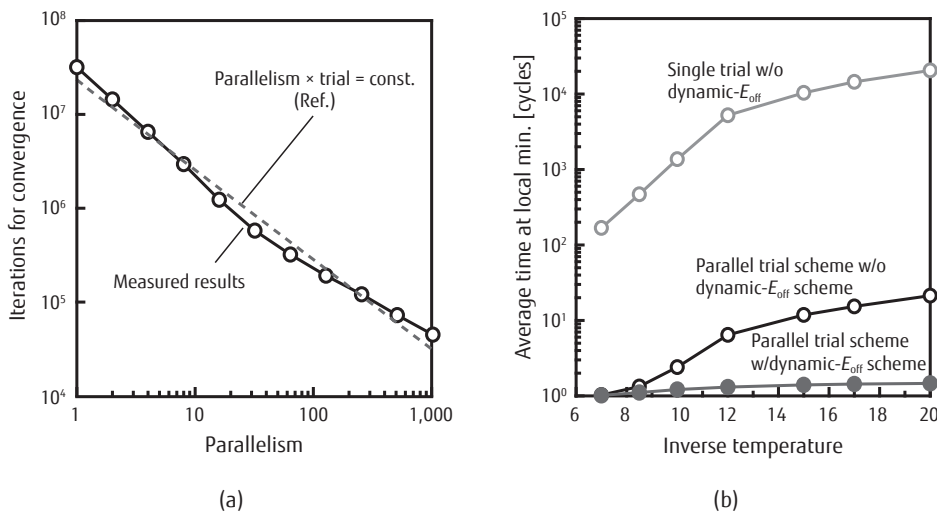 10^8
10^7
10^6
10^5
10^4
Iterations for convergence
Parallelism × trial = const.
(Ref.)
Measured results
1
10
100
1,000
Parallelism
(a)
10^5
10^4
10^3
10^2
10^1
10^0
Average time at local min. [cycles]
Single trial w/o
dynamic-E_off
Parallel trial scheme w/o
dynamic-E_off scheme
Parallel trial scheme
w/dynamic-E_off scheme
6
8
10
12
14
16
18
20
Inverse temperature
(b)